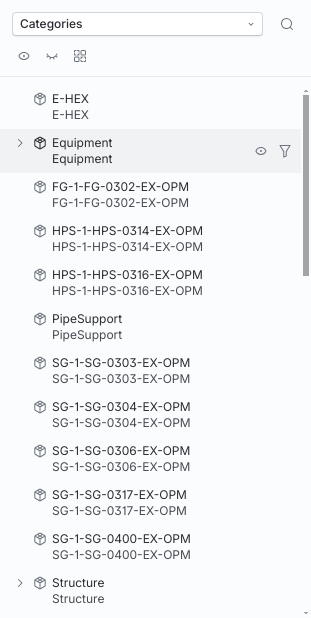 Categories
E-HEX
E-HEX
Equipment
Equipment
FG-1-FG-0302-EX-OPM
FG-1-FG-0302-EX-OPM
HPS-1-HPS-0314-EX-OPM
HPS-1-HPS-0314-EX-OPM
HPS-1-HPS-0316-EX-OPM
HPS-1-HPS-0316-EX-OPM
PipeSupport
PipeSupport
SG-1-SG-0303-EX-OPM
SG-1-SG-0303-EX-OPM
SG-1-SG-0304-EX-OPM
SG-1-SG-0304-EX-OPM
SG-1-SG-0306-EX-OPM
SG-1-SG-0306-EX-OPM
SG-1-SG-0317-EX-OPM
SG-1-SG-0317-EX-OPM
SG-1-SG-0400-EX-OPM
SG-1-SG-0400-EX-OPM
Structure
Structure